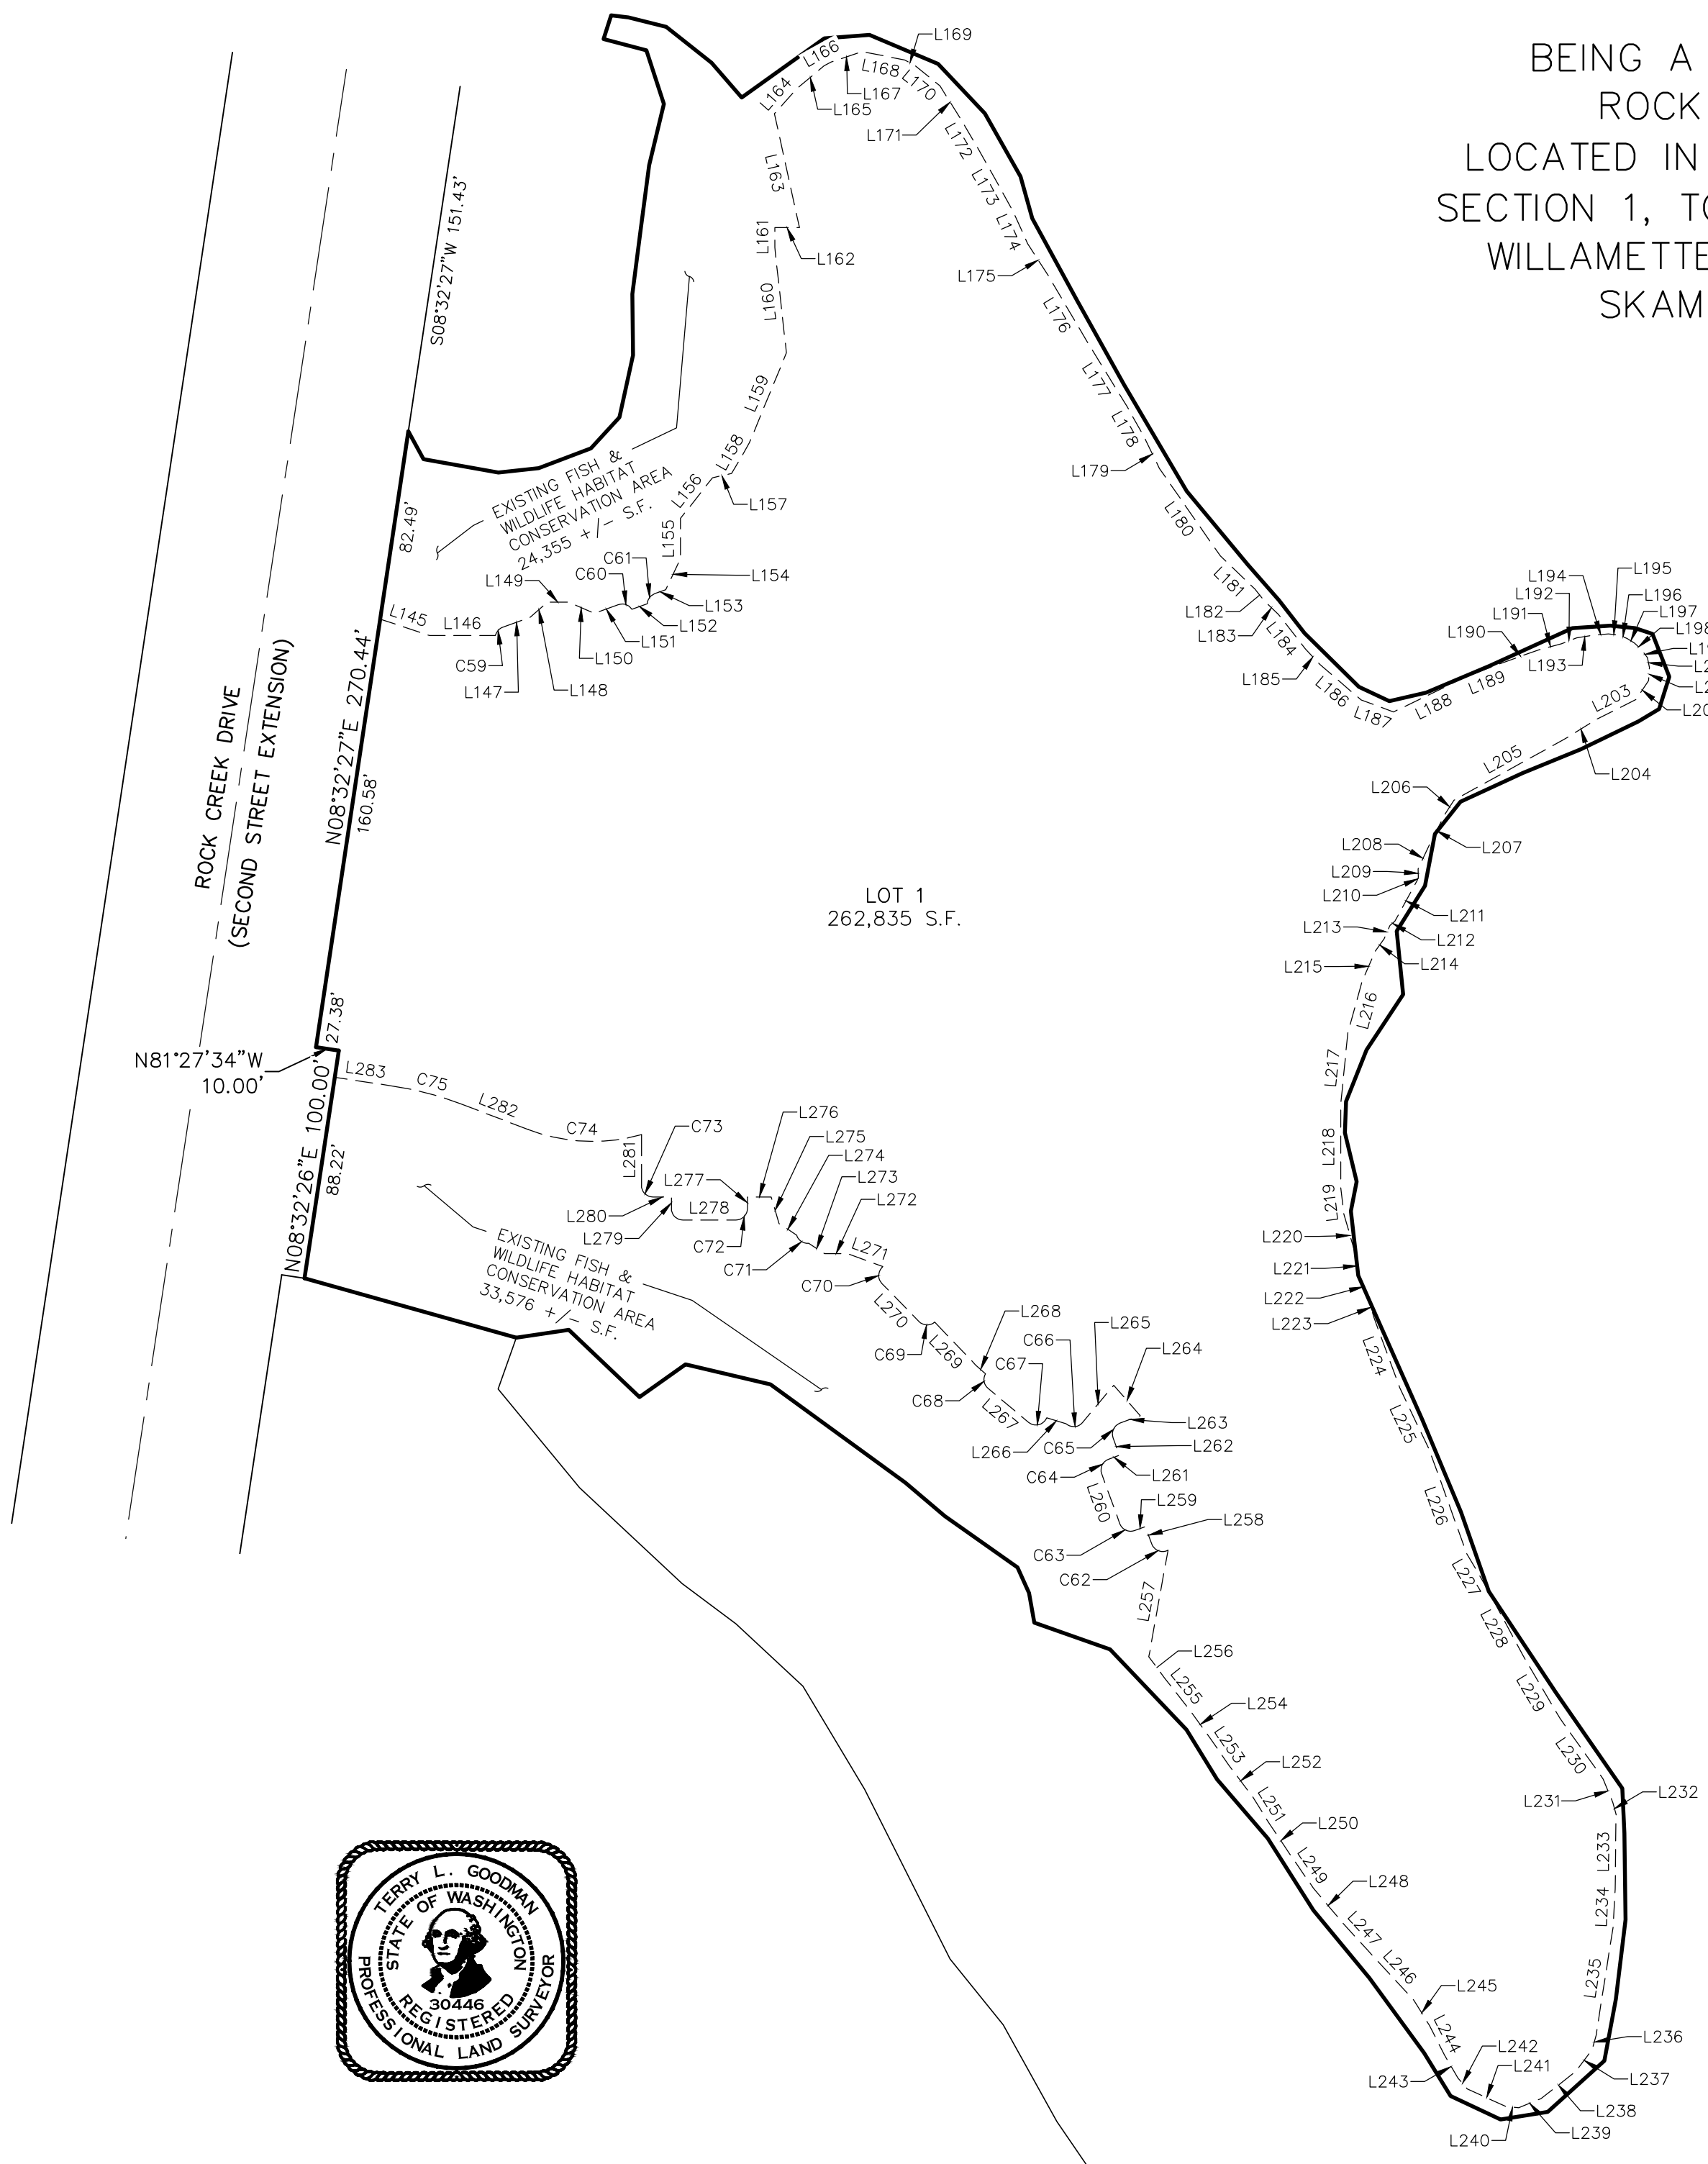 BEING A
ROCK
LOCATED IN
SECTION 1,
WILLAMETTE
S08°32'27"W 151.43'
L169
L166
L168
L170
L167
L165
L164
L171
L172
L163
L173
L161
L162
L174
L175
L160
L176
L177
L159
L178
L179
L158
L157
L156
L180
EXISTING FISH &
WILDLIFE HABITAT
CONSERVATION AREA
24,355 +/- S.F.
82.49'
L155
L154
C61
C60
L149
L153
L152
L151
L150
L148
L147
C59
L146
L145
L181
L182
L183
L184
L185
L186
L187
L188
L189
L190
L191
L192
L193
L194
L195
L196
L197
L203
L204
L205
L206
L207
L208
L209
L210
L211
L212
L213
L214
L215
L216
L217
L218
L219
L220
L221
L222
L223
L224
L225
L226
L227
L228
L229
L230
L231
L232
L233
L234
L235
L236
L237
L238
L239
L240
L241
L242
L243
L244
L245
L246
L247
L248
L249
L250
L251
L252
L253
L254
L255
L256
L257
L258
L259
L260
L261
L262
L263
L264
L265
L266
L267
L268
L269
L270
L271
L272
L273
L274
L275
L276
L277
L278
L279
L280
L281
L282
L283
C62
C63
C64
C65
C66
C67
C68
C69
C70
C71
C72
C73
C74
C75
ROCK CREEK DRIVE
(SECOND STREET EXTENSION)
N08°32'27"E 270.44'
160.58'
LOT 1
262,835 S.F.
27.38'
N81°27'34"W
10.00'
N08°32'26"E 100.00'
88.22'
EXISTING FISH &
WILDLIFE HABITAT
CONSERVATION AREA
33,576 +/- S.F.
TERRY L. GOODMAN
STATE OF WASHINGTON
30446
REGISTERED
PROFESSIONAL LAND SURVEYOR